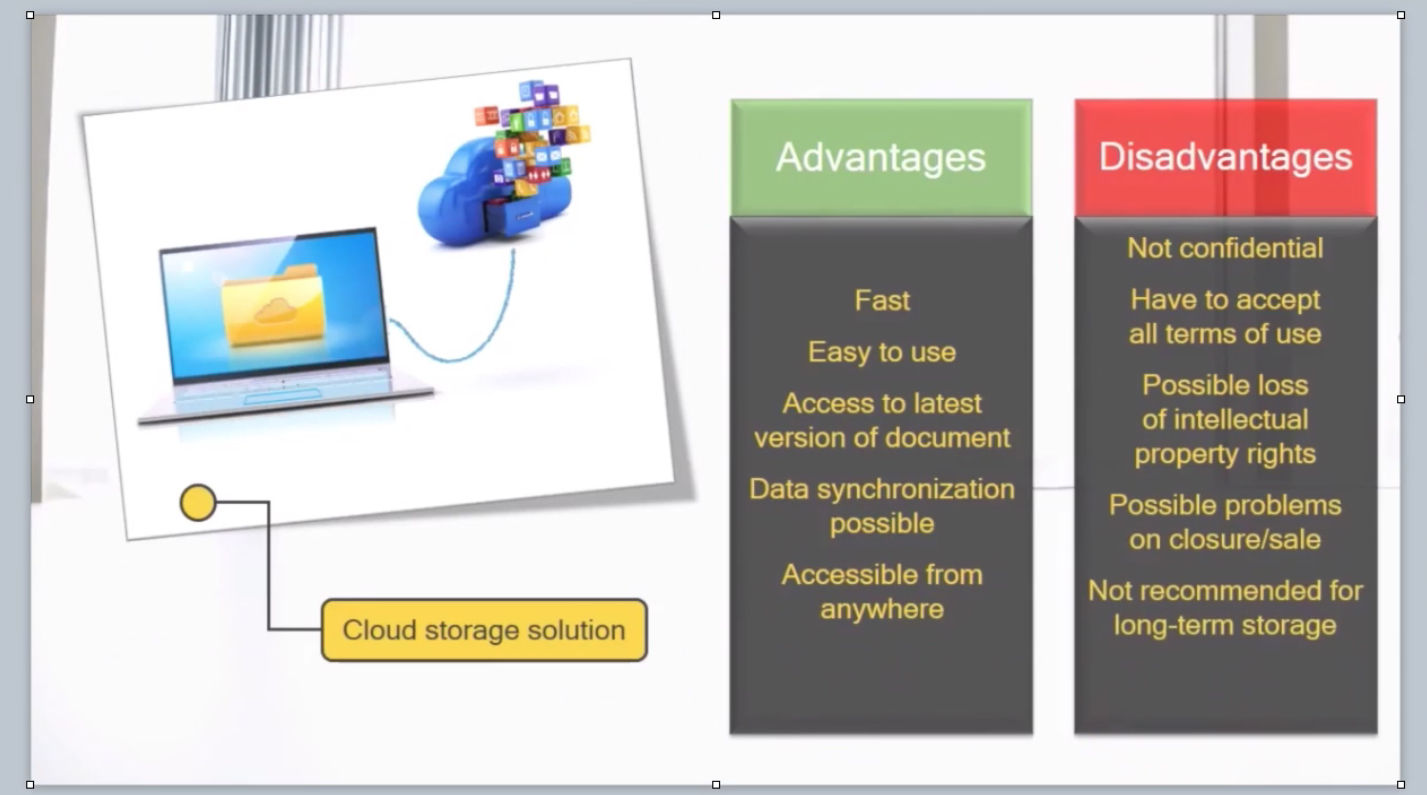 Advantages
Fast
Easy to use
Access to latest
version of document
Data synchronization
possible
Accessible from
anywhere
Disadvantages
Not confidential
Have to accept
all terms of use
Possible loss
of intellectual
property rights
Possible problems
on closure/sale
Not recommended for
long-term storage
Cloud storage solution